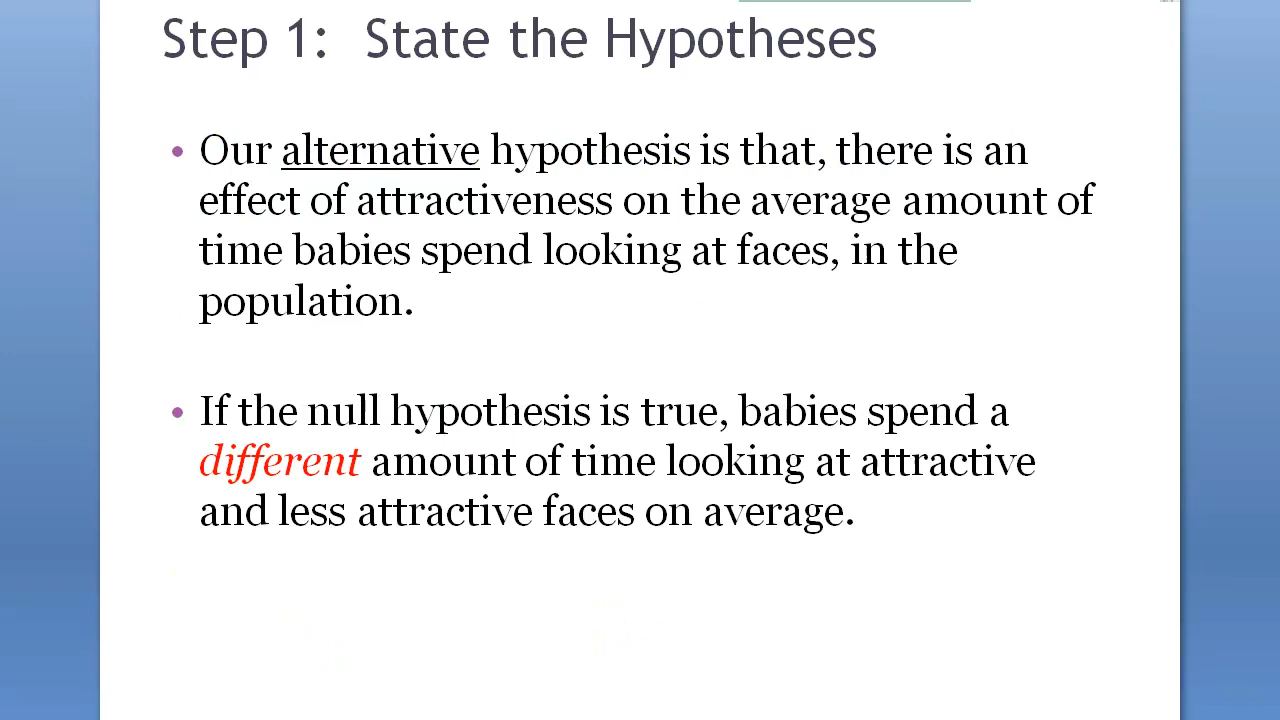 Step 1: State the Hypotheses
• Our alternative hypothesis is that, there is an
effect of attractiveness on the average amount of
time babies spend looking at faces, in the
population.
• If the null hypothesis is true, babies spend a
different amount of time looking at attractive
and less attractive faces on average.